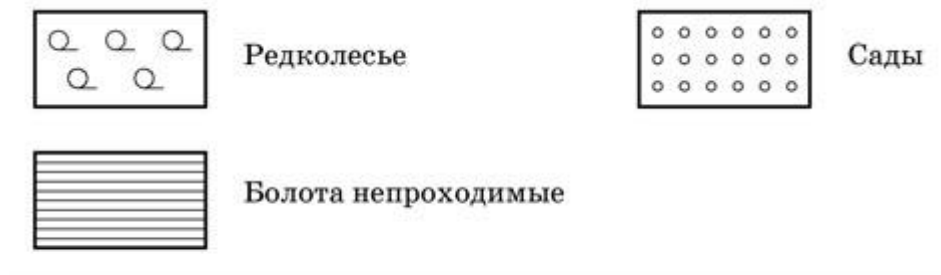 Редколесье
Сады
Болота непроходимые